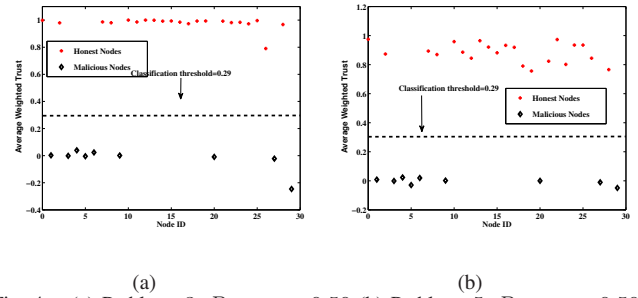 1.2
1
0.8
0.6
0.4
0.2
0
-0.2
-0.4
0 5 10 15 20 25 30
Average Weighted Trust
Node ID
Honest Nodes
Malicious Nodes
Classification threshold=0.29
(a)
1.2
1
0.8
0.6
0.4
0.2
0
-0.2
0 5 10 15 20 25 30
Average Weighted Trust
Node ID
Classification threshold=0.29
Honest Nodes
Malicious Nodes
(b)